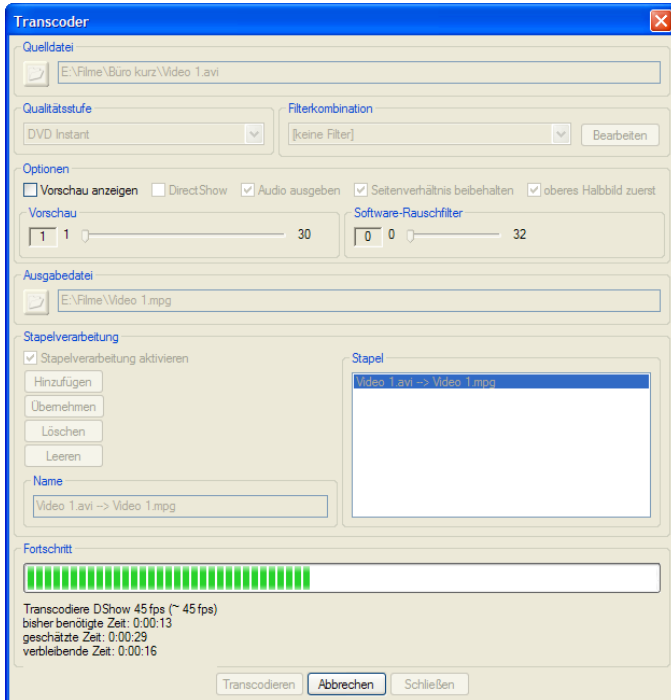 Transcoder
Quelldatei
E:\Filme\Büro kurz\Video 1.avi
Qualitätsstufe
Filterkombination
DVD Instant
[keine Filter]
Bearbeiten
Optionen
Vorschau anzeigen
DirectShow
Audio ausgeben
Seitenverhältnis beibehalten
oberes Halbbild zuerst
Vorschau
Software-Rauschfilter
1 1 30
0 0 32
Ausgabedatei
E:\Filme\Video 1.mpg
Stapelverarbeitung
Stapelverarbeitung aktivieren
Hinzufügen
Übernehmen
Löschen
Leeren
Name
Video 1.avi --> Video 1.mpg
Stapel
Video 1.avi --> Video 1.mpg
Fortschritt
Transcodiere DShow 45 fps (~ 45 fps)
bisher benötigte Zeit: 0:00:13
geschätzte Zeit: 0:00:29
verbleibende Zeit: 0:00:16
Transcodieren
Abbrechen
Schließen